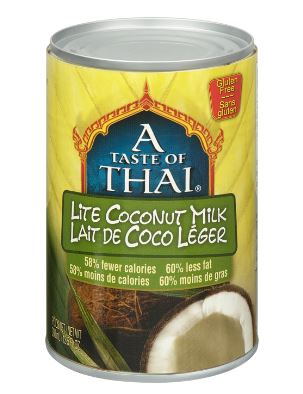 Gluten
Free
Sans
gluten
A
TASTE OF
THAI®
LITE COCONUT MILK
LAIT DE COCO LÉGER
58% fewer calories 60% less fat
58% moins de calories 60% moins de gras